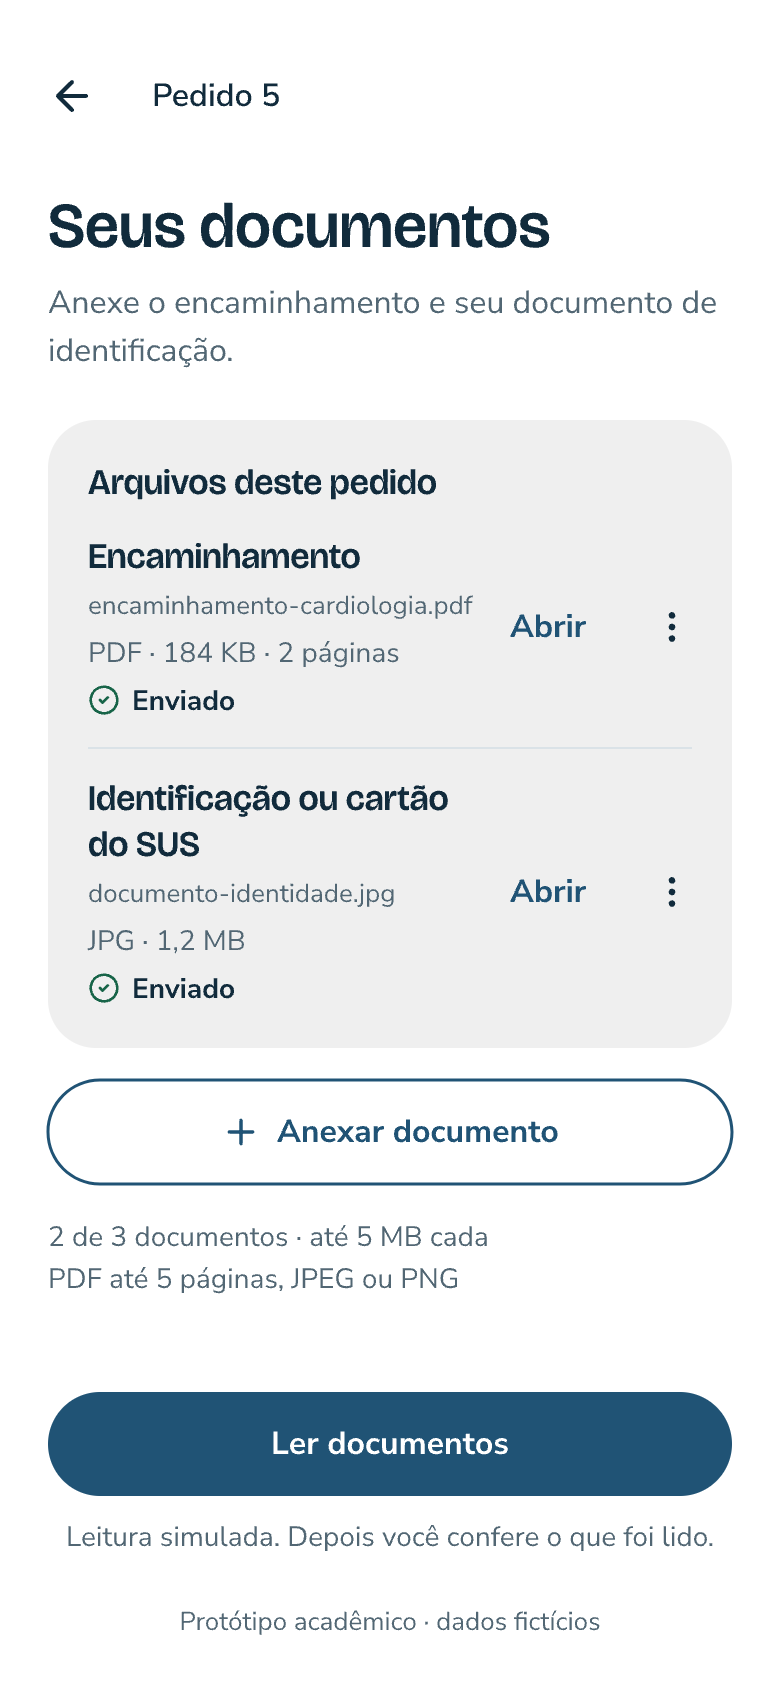 Pedido 5
Seus documentos
Anexe o encaminhamento e seu documento de
identificação.
Arquivos deste pedido
Encaminhamento
encaminhamento-cardiologia.pdf
PDF · 184 KB · 2 páginas
Enviado
Abrir
Identificação ou cartão
do SUS
documento-identidade.jpg
JPG · 1,2 MB
Enviado
Abrir
Anexar documento
2 de 3 documentos · até 5 MB cada
PDF até 5 páginas, JPEG ou PNG
Ler documentos
Leitura simulada. Depois você confere o que foi lido.
Protótipo acadêmico · dados fictícios